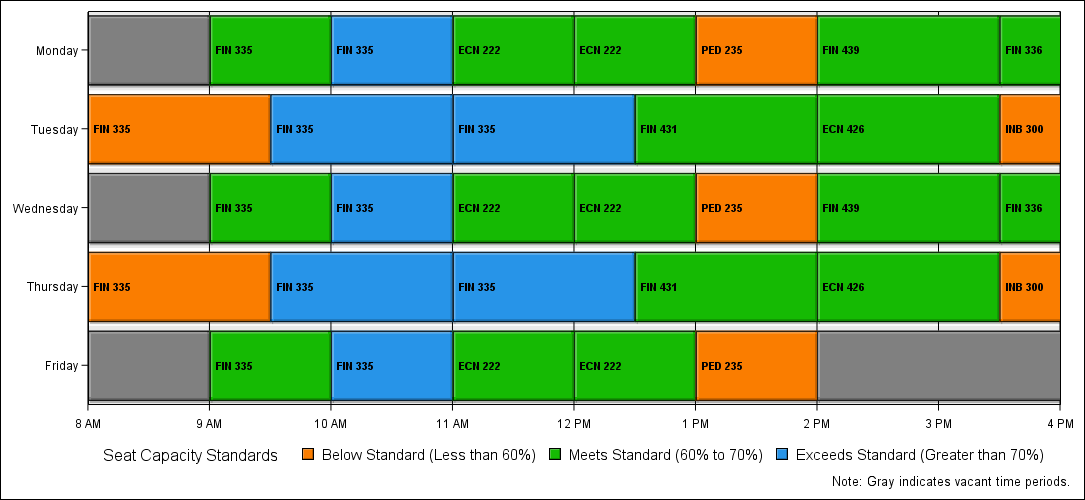 Monday FIN 335 FIN 335 ECN 222 ECN 222 PED 235 FIN 439 FIN 336
Tuesday FIN 335 FIN 335 FIN 335 FIN 431 ECN 426 INB 300
Wednesday FIN 335 FIN 335 ECN 222 ECN 222 PED 235 FIN 439 FIN 336
Thursday FIN 335 FIN 335 FIN 335 FIN 431 ECN 426 INB 300
Friday FIN 335 FIN 335 ECN 222 ECN 222 PED 235
8 AM 9 AM 10 AM 11 AM 12 PM 1 PM 2 PM 3 PM 4 PM
Seat Capacity Standards Below Standard (Less than 60%) Meets Standard (60% to 70%) Exceeds Standard (Greater than 70%)
Note: Gray indicates vacant time periods.